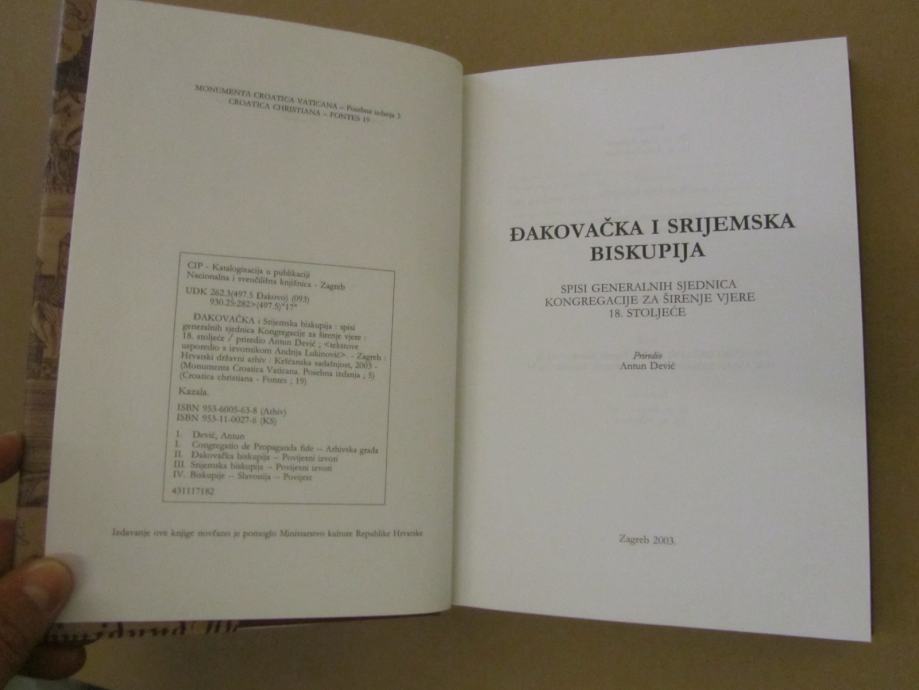 MONUMENTA CROATICA VATICANA – Posebna izdanja 5
CROATICA CHRISTIANA – FONTES 19
CIP - Katalogizacija u publikaciji
Nacionalna i sveučilišna knjižnica - Zagreb
UDK 262.3(497.5 Đakovo) (093)
930.25:282>(497.5)"17"
ĐAKOVAČKA i Srijemska biskupija : spisi
generalnih sjednica Kongregacije za širenje vjere :
18. stoljeće / priredio Antun Dević ; <tekstove
usporedio s izvornikom Andrija Lukinović>. - Zagreb :
Hrvatski državni arhiv : Kršćanska sadašnjost, 2003 -
(Monumenta Croatica Vaticana. Posebna izdanja ; 5)
(Croatica christiana - Fontes ; 19)
Kazala.
ISBN 953-6005-63-8 (Arhiv)
ISBN 953-11-0027-6 (KS)
I. Dević, Antun
I. Congregatio de Propaganda fide -- Arhivska građa
II. Đakovačka biskupija -- Povijesni izvori
III. Srijemska biskupija -- Povijesni izvori
IV. Biskupije -- Slavonija -- Povijest
431117182
Izdavanje ove knjige novčano je pomoglo Ministarstvo kulture Republike Hrvatske
ĐAKOVAČKA I SRIJEMSKA
BISKUPIJA
SPISI GENERALNIH SJEDNICA
KONGREGACIJE ZA ŠIRENJE VJERE
18. STOLJEĆE
Priredio
Antun Dević
Zagreb 2003.